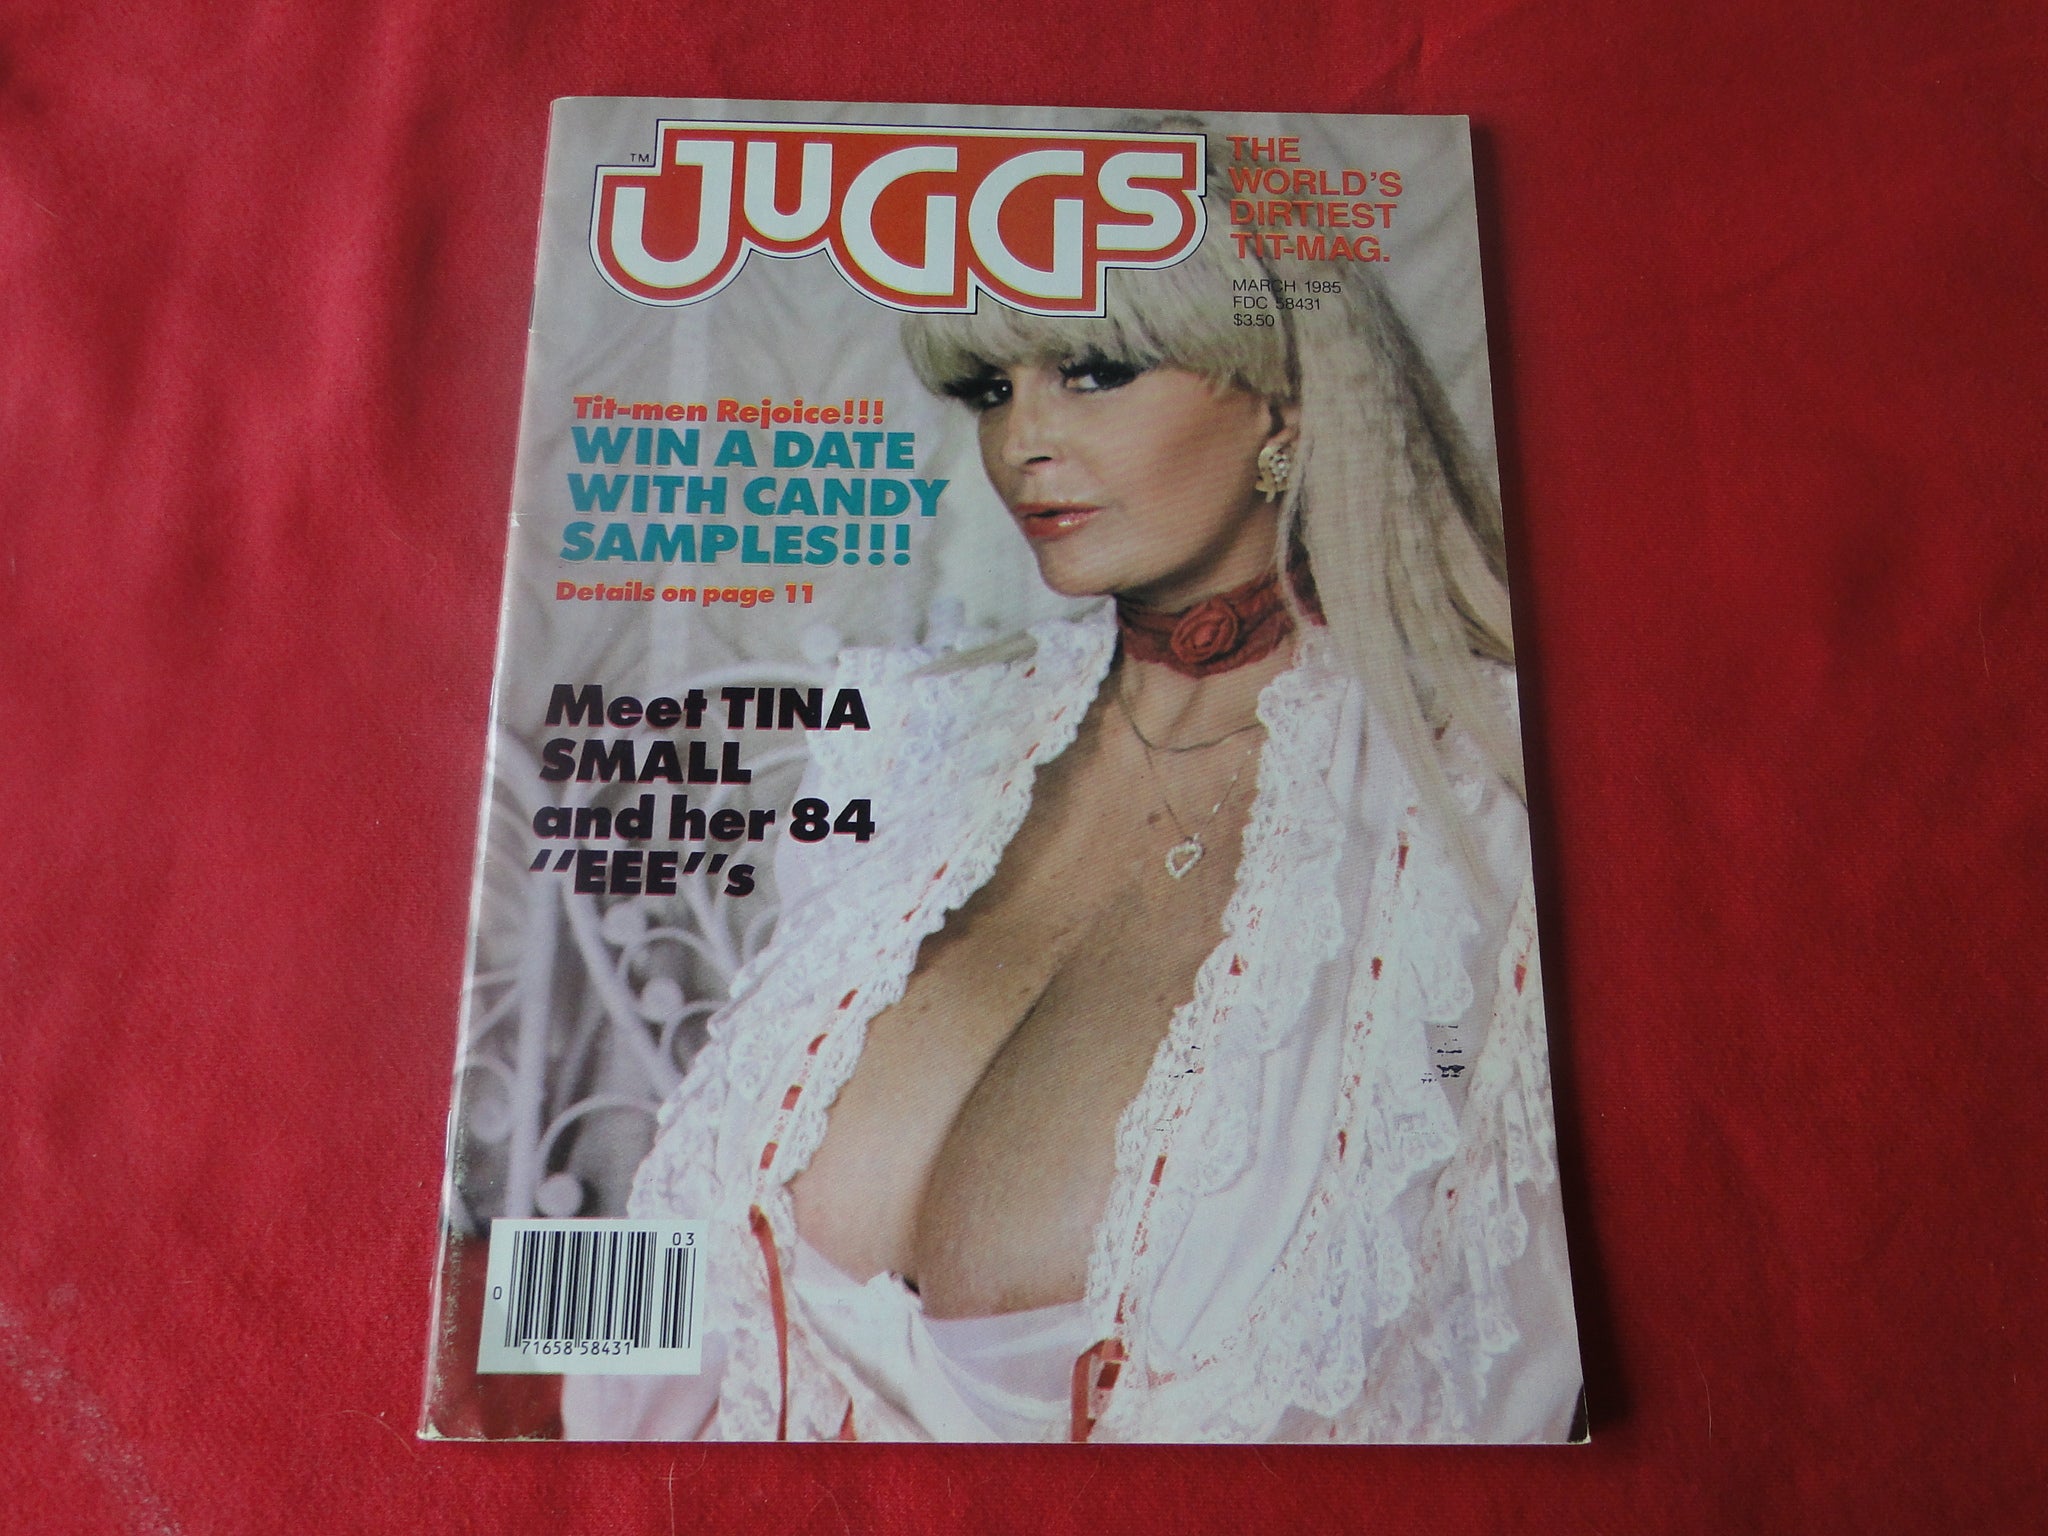 TM JUGGS
THE
WORLD'S
DIRTIEST
TIT-MAG.
MARCH 1985
FDC 58431
$3.50
Tit-men Rejoice!!!
WIN A DATE
WITH CANDY
SAMPLES!!!
Details on page 11
Meet TINA
SMALL
and her 84
"EEE"s
03
0
71658 58431